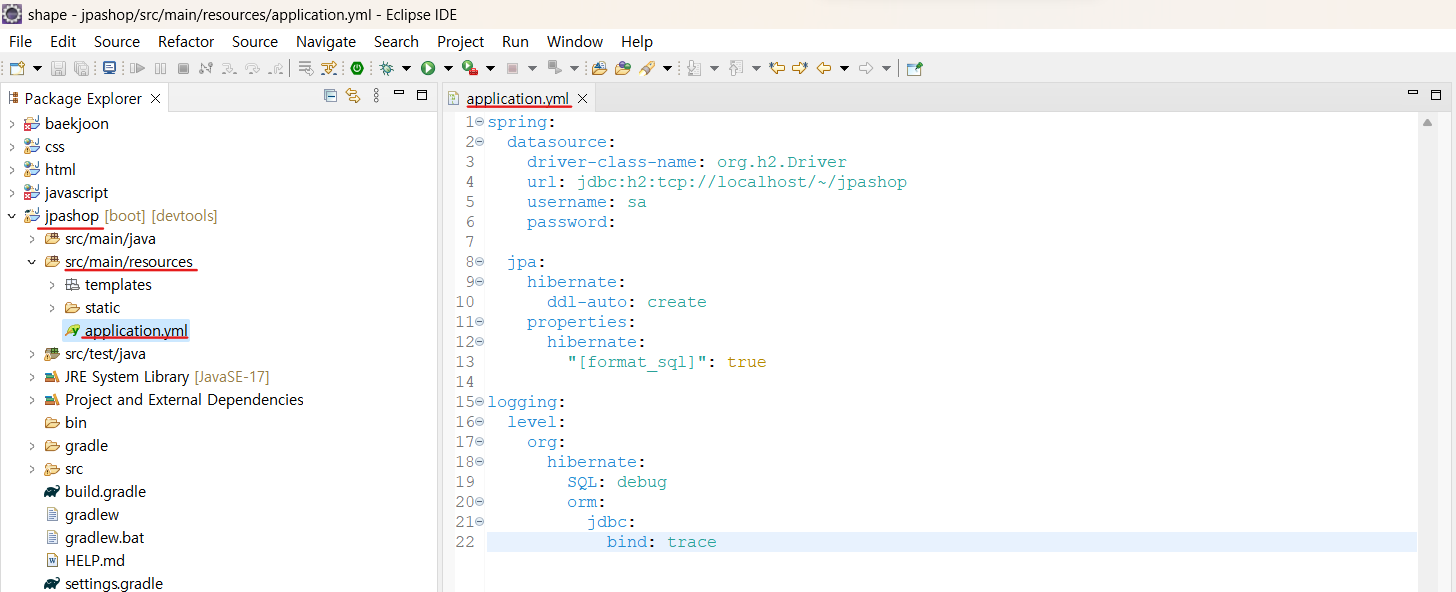 shape - jpashop/src/main/resources/application.yml - Eclipse IDE
File Edit Source Refactor Source Navigate Search Project Run Window Help
Package Explorer
baekjoon
css
html
javascript
jpashop [boot] [devtools]
src/main/java
src/main/resources
templates
static
application.yml
src/test/java
JRE System Library [JavaSE-17]
Project and External Dependencies
bin
gradle
src
build.gradle
gradlew
gradlew.bat
HELP.md
settings.gradle
application.yml
1 spring:
2   datasource:
3     driver-class-name: org.h2.Driver
4     url: jdbc:h2:tcp://localhost/~/jpashop
5     username: sa
6     password:
7
8   jpa:
9     hibernate:
10       ddl-auto: create
11     properties:
12       hibernate:
13         "[format_sql]": true
14
15 logging:
16   level:
17     org:
18       hibernate:
19         SQL: debug
20         orm:
21           jdbc:
22             bind: trace